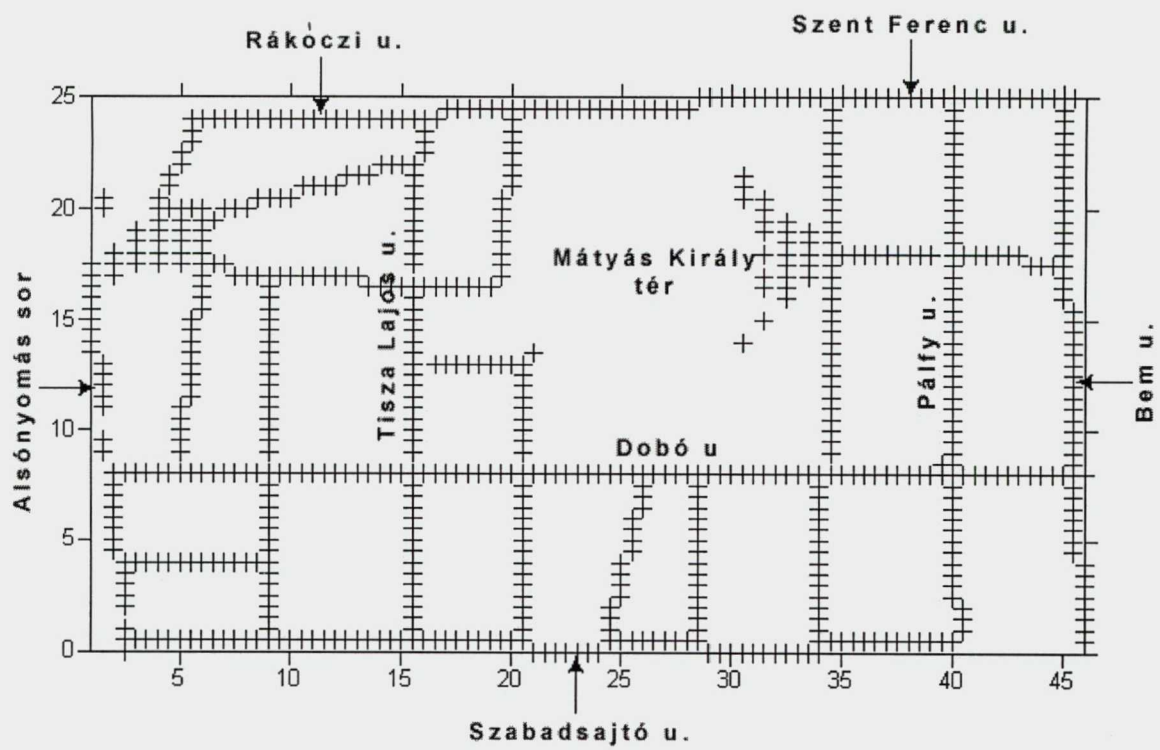 Szent Ferenc u.
Rákóczi u.
25
20
15
10
5
0
Alsónyomás sor
Tisza Lajos u.
Mátyás Király
tér
Dobó u
Pálfy u.
Bem u.
5 10 15 20 25 30 35 40 45
Szabadsajtó u.